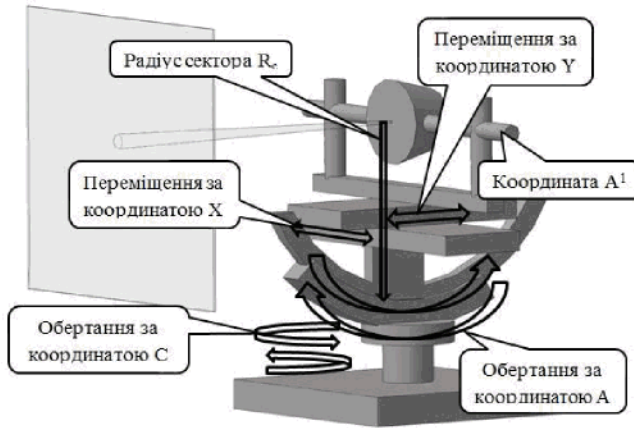 Радіус сектора Rс
Переміщення за
координатою Y
Координата A¹
Переміщення за
координатою X
Обертання за
координатою C
Обертання за
координатою A